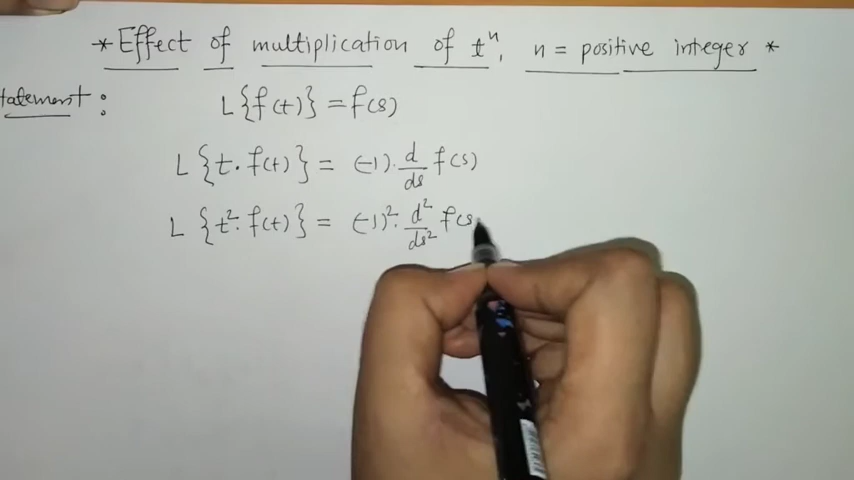 * Effect of multiplication of tⁿ, n = positive integer *
tatement : L{f(t)} = f(s)
L{t · f(t)} = (-1) · d/ds f(s)
L{t² · f(t)} = (-1)² · d²/ds² f(s